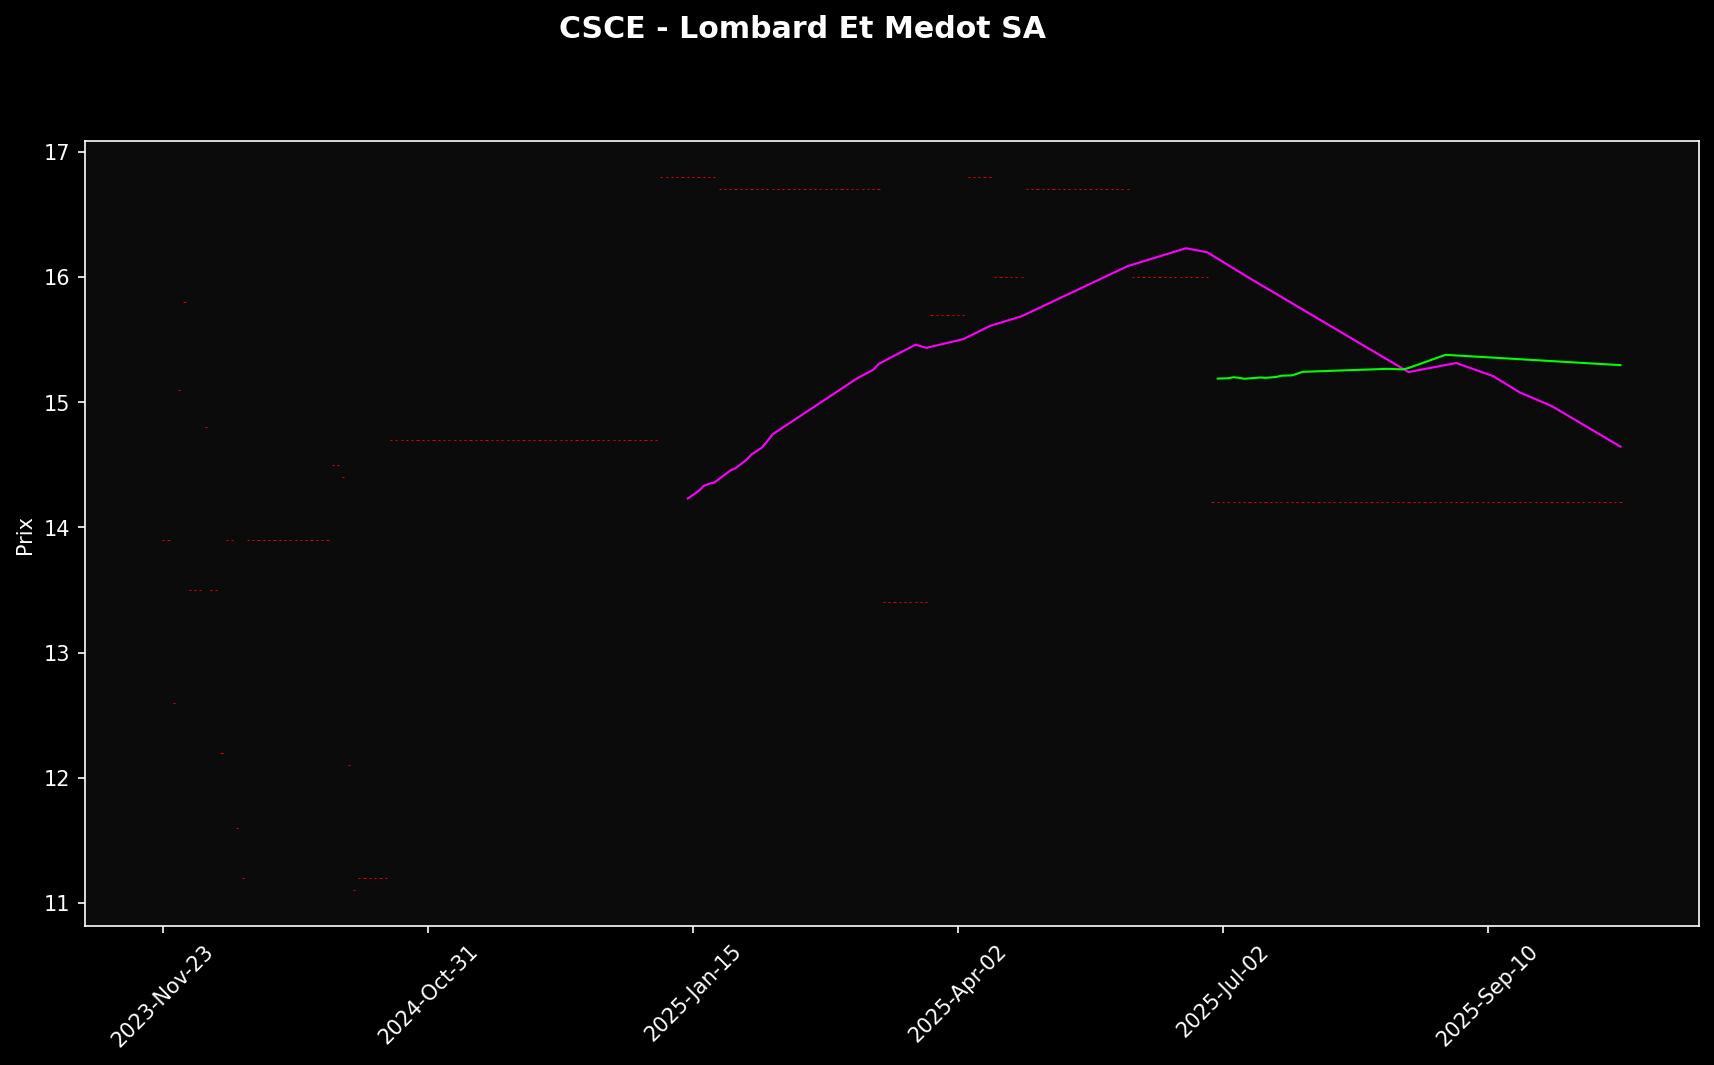 CSCE - Lombard Et Medot SA
Prix
17
16
15
14
13
12
11
2023-Nov-23
2024-Oct-31
2025-Jan-15
2025-Apr-02
2025-Jul-02
2025-Sep-10